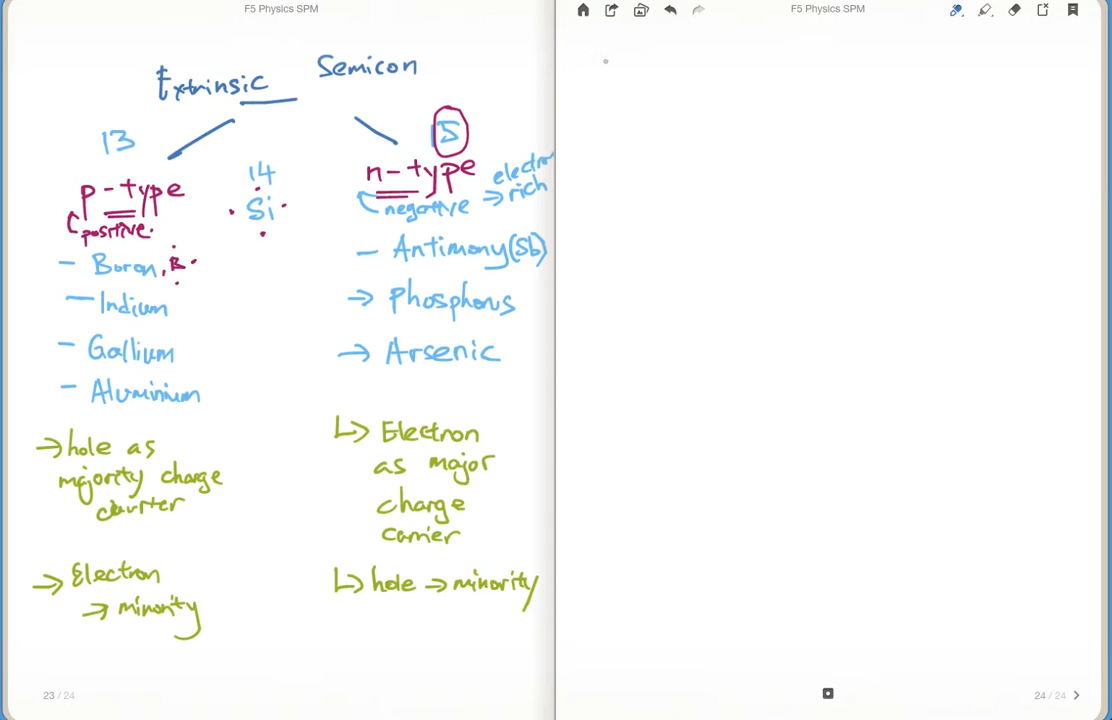 F5 Physics SPM
F5 Physics SPM
Extrinsic Semicon
13
15
14
p-type
n-type
electron
rich
positive.
Si
negative →
- Boron, B
- Antimony (Sb)
- Indium
→ Phosphorus
- Gallium
→ Arsenic
- Aluminium
→ hole as
majority charge
↳ Electron
as major
charge
carrier
→ Electron
→ minority
↳ hole → minority
23 / 24
24 / 24